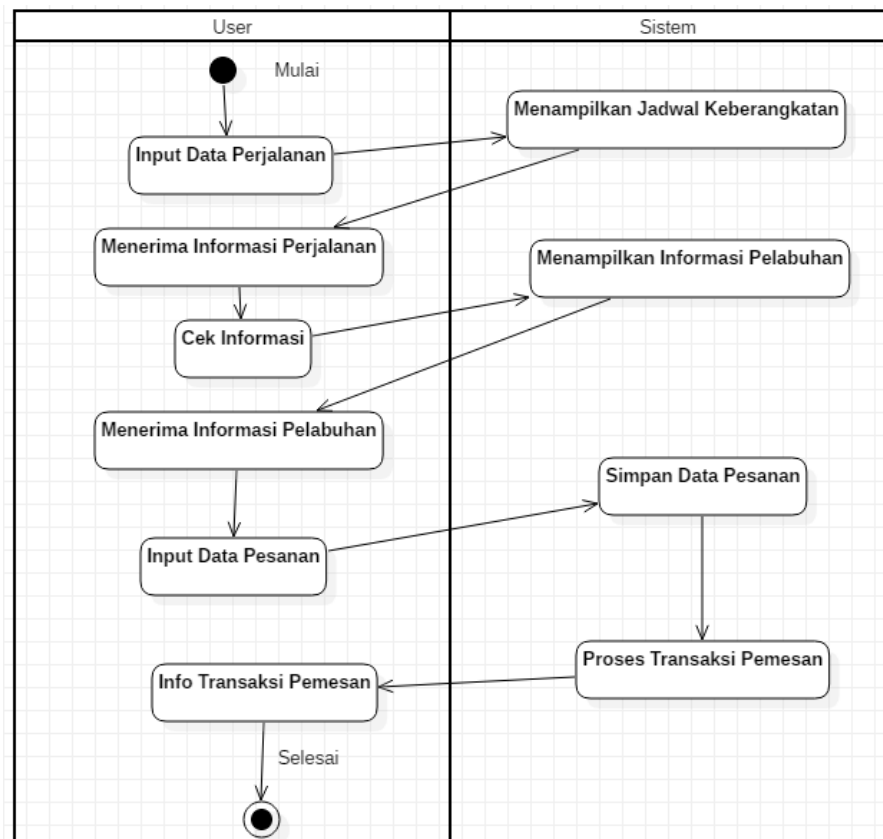 User
Sistem
Mulai
Menampilkan Jadwal Keberangkatan
Input Data Perjalanan
Menerima Informasi Perjalanan
Menampilkan Informasi Pelabuhan
Cek Informasi
Menerima Informasi Pelabuhan
Simpan Data Pesanan
Input Data Pesanan
Proses Transaksi Pemesan
Info Transaksi Pemesan
Selesai